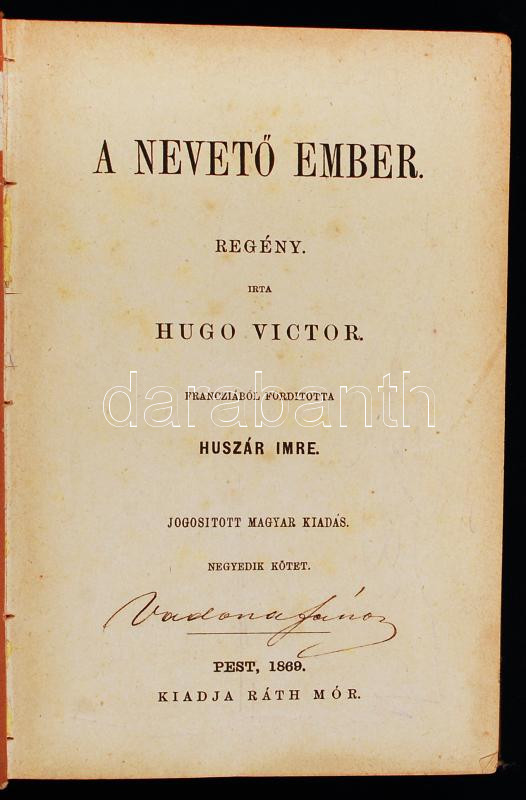 A NEVETŐ EMBER.
REGÉNY.
IRTA
HUGO VICTOR.
FRANCZIÁBÓL FORDITOTTA
darabanth
HUSZÁR IMRE.
JOGOSITOTT MAGYAR KIADÁS.
NEGYEDIK KÖTET.
Vadona János
PEST, 1869.
KIADJA RÁTH MÓR.